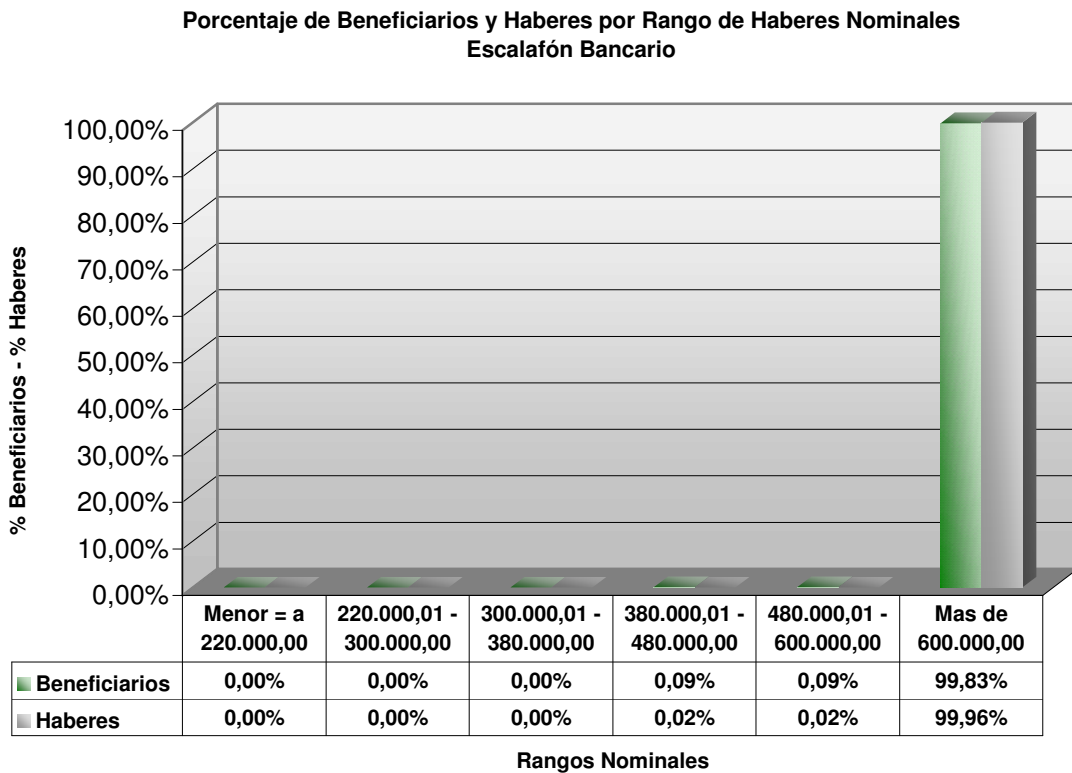 Porcentaje de Beneficiarios y Haberes por Rango de Haberes Nominales
Escalafón Bancario
% Beneficiarios - % Haberes
100,00%
90,00%
80,00%
70,00%
60,00%
50,00%
40,00%
30,00%
20,00%
10,00%
0,00%
Menor = a 220.000,01 - 300.000,01 - 380.000,01 - 480.000,01 - Mas de
220.000,00 300.000,00 380.000,00 480.000,00 600.000,00 600.000,00
Beneficiarios 0,00% 0,00% 0,00% 0,09% 0,09% 99,83%
Haberes 0,00% 0,00% 0,00% 0,02% 0,02% 99,96%
Rangos Nominales